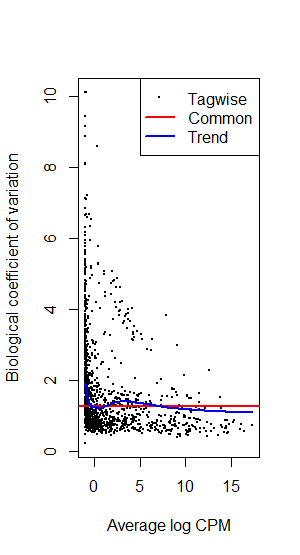 Tagwise
Common
Trend
Biological coefficient of variation
10
8
6
4
2
0
0 5 10 15
Average log CPM